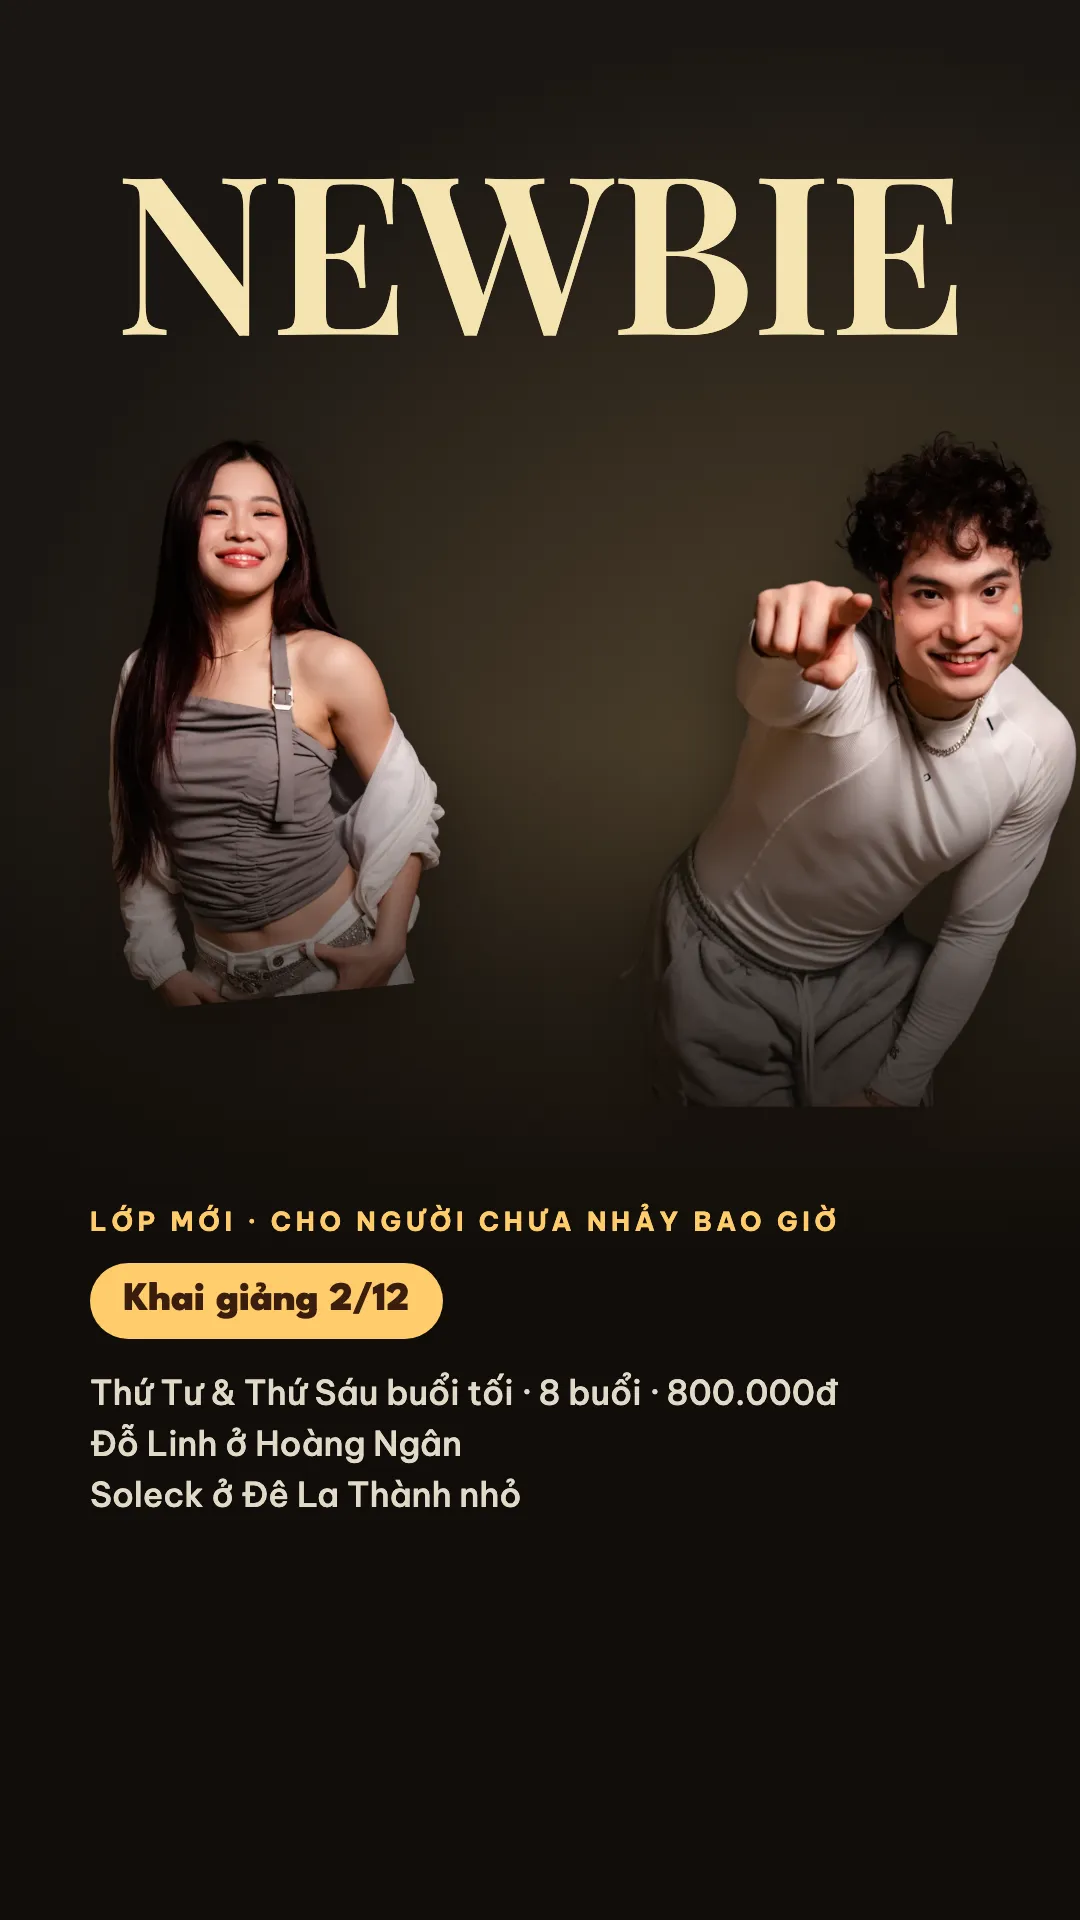 NEWBIE
LỚP MỚI · CHO NGƯỜI CHƯA NHẢY BAO GIỜ
Khai giảng 2/12
Thứ Tư & Thứ Sáu buổi tối · 8 buổi · 800.000đ
Đỗ Linh ở Hoàng Ngân
Soleck ở Đê La Thành nhỏ